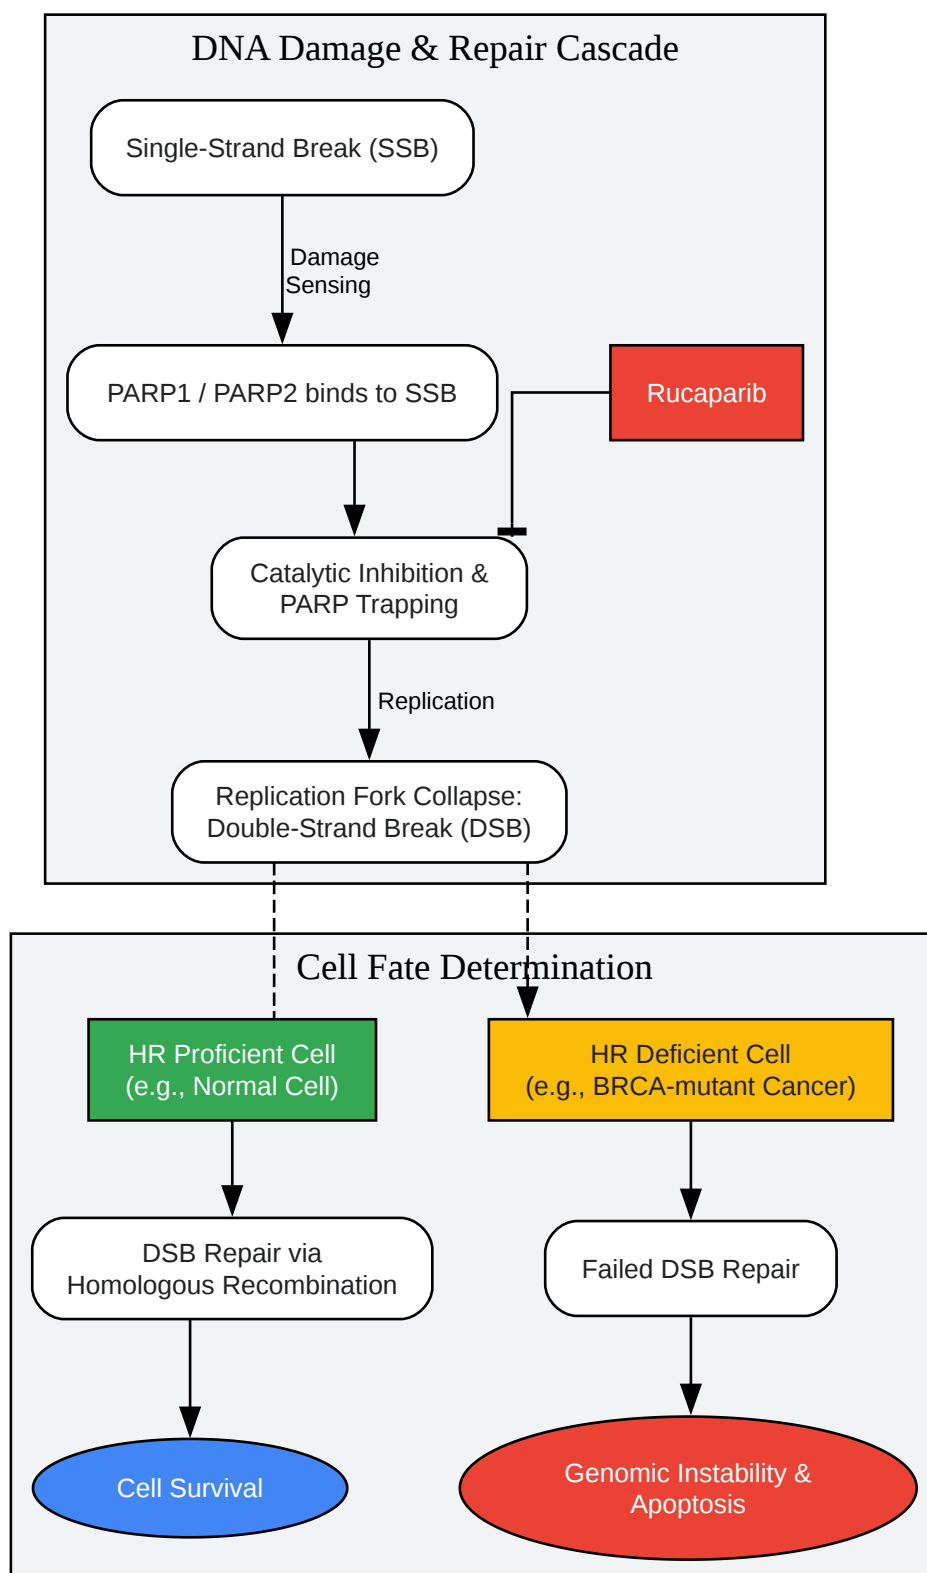 DNA Damage & Repair Cascade
Single-Strand Break (SSB)
Damage
Sensing
PARP1 / PARP2 binds to SSB
Rucaparib
Catalytic Inhibition &
PARP Trapping
Replication
Replication Fork Collapse:
Double-Strand Break (DSB)
Cell Fate Determination
HR Proficient Cell
(e.g., Normal Cell)
HR Deficient Cell
(e.g., BRCA-mutant Cancer)
DSB Repair via
Homologous Recombination
Failed DSB Repair
Cell Survival
Genomic Instability &
Apoptosis